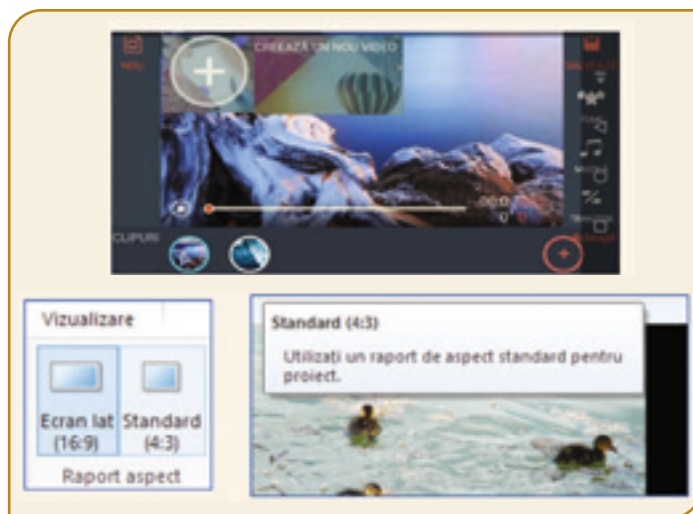 CREEAZĂ UN NOU VIDEO
NOU
CLIPURI
Vizualizare
Ecran lat
(16:9)
Standard
(4:3)
Raport aspect
Standard (4:3)
Utilizați un raport de aspect standard pentru
proiect.